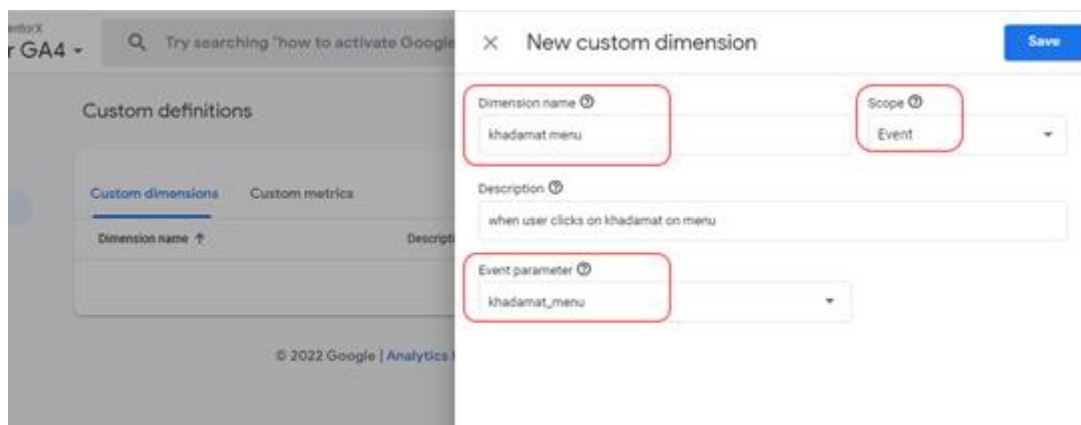 r GA4
Try searching "how to activate Google
New custom dimension
Save
Custom definitions
Dimension name
Scope
khadamat menu
Event
Custom dimensions Custom metrics
Description
when user clicks on khadamat on menu
Dimension name
Descripti
Event parameter
khadamat_menu
© 2022 Google | Analytics